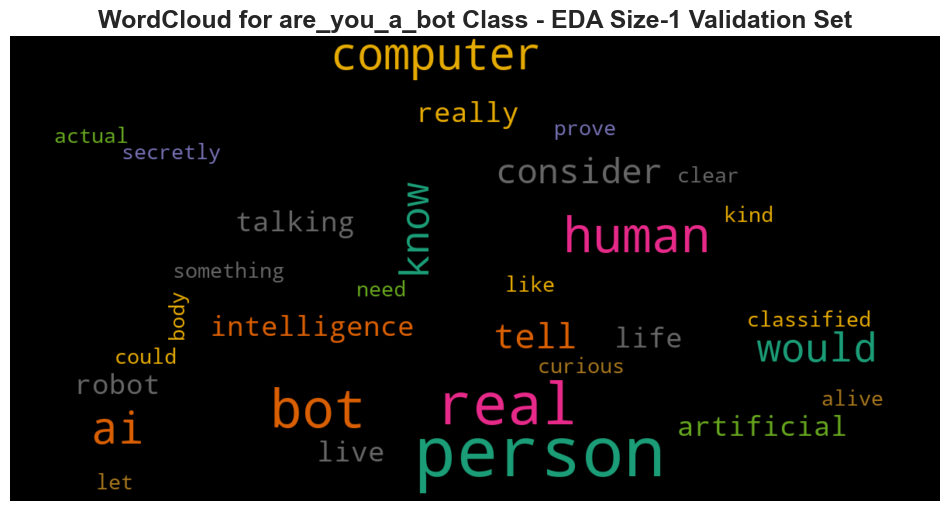 WordCloud for are_you_a_bot Class - EDA Size-1 Validation Set
computer
really
prove
actual
secretly
consider
clear
know
kind
talking
human
something
need
like
body
intelligence
classified
tell
life
would
could
curious
robot
bot
real
alive
ai
artificial
live
person
let